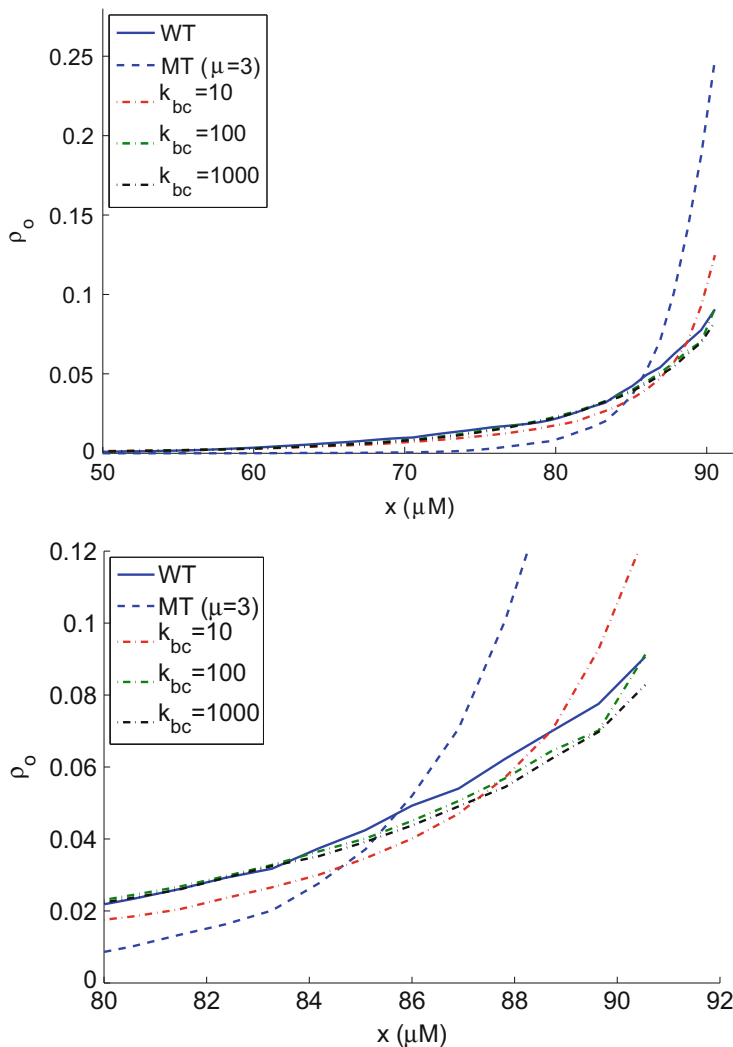 WT
MT (μ=3)
k_bc=10
k_bc=100
k_bc=1000
0.25
0.2
0.15
0.1
0.05
0
ρ_o
50 60 70 80 90
x (μM)
0.12
WT
MT (μ=3)
k_bc=10
k_bc=100
k_bc=1000
0.1
0.08
0.06
0.04
0.02
0
ρ_o
80 82 84 86 88 90 92
x (μM)